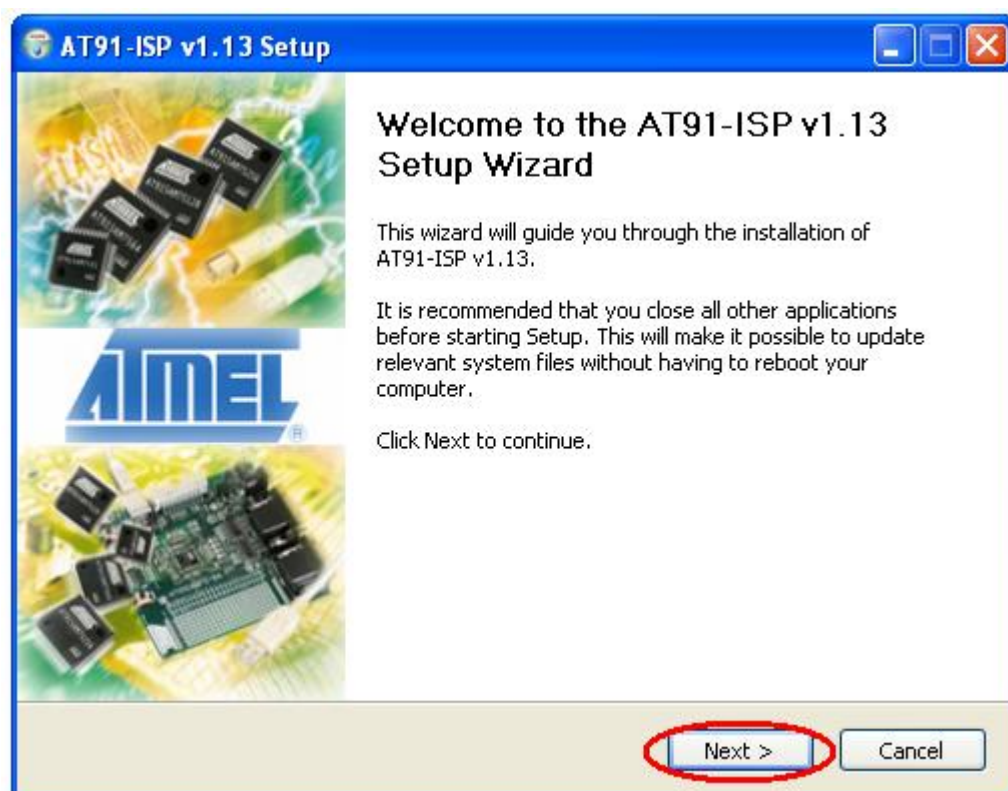 AT91-ISP v1.13 Setup
Welcome to the AT91-ISP v1.13
Setup Wizard
This wizard will guide you through the installation of
AT91-ISP v1.13.
It is recommended that you close all other applications
before starting Setup. This will make it possible to update
relevant system files without having to reboot your
computer.
Click Next to continue.
FLASH
ATMEL
®
Next >
Cancel